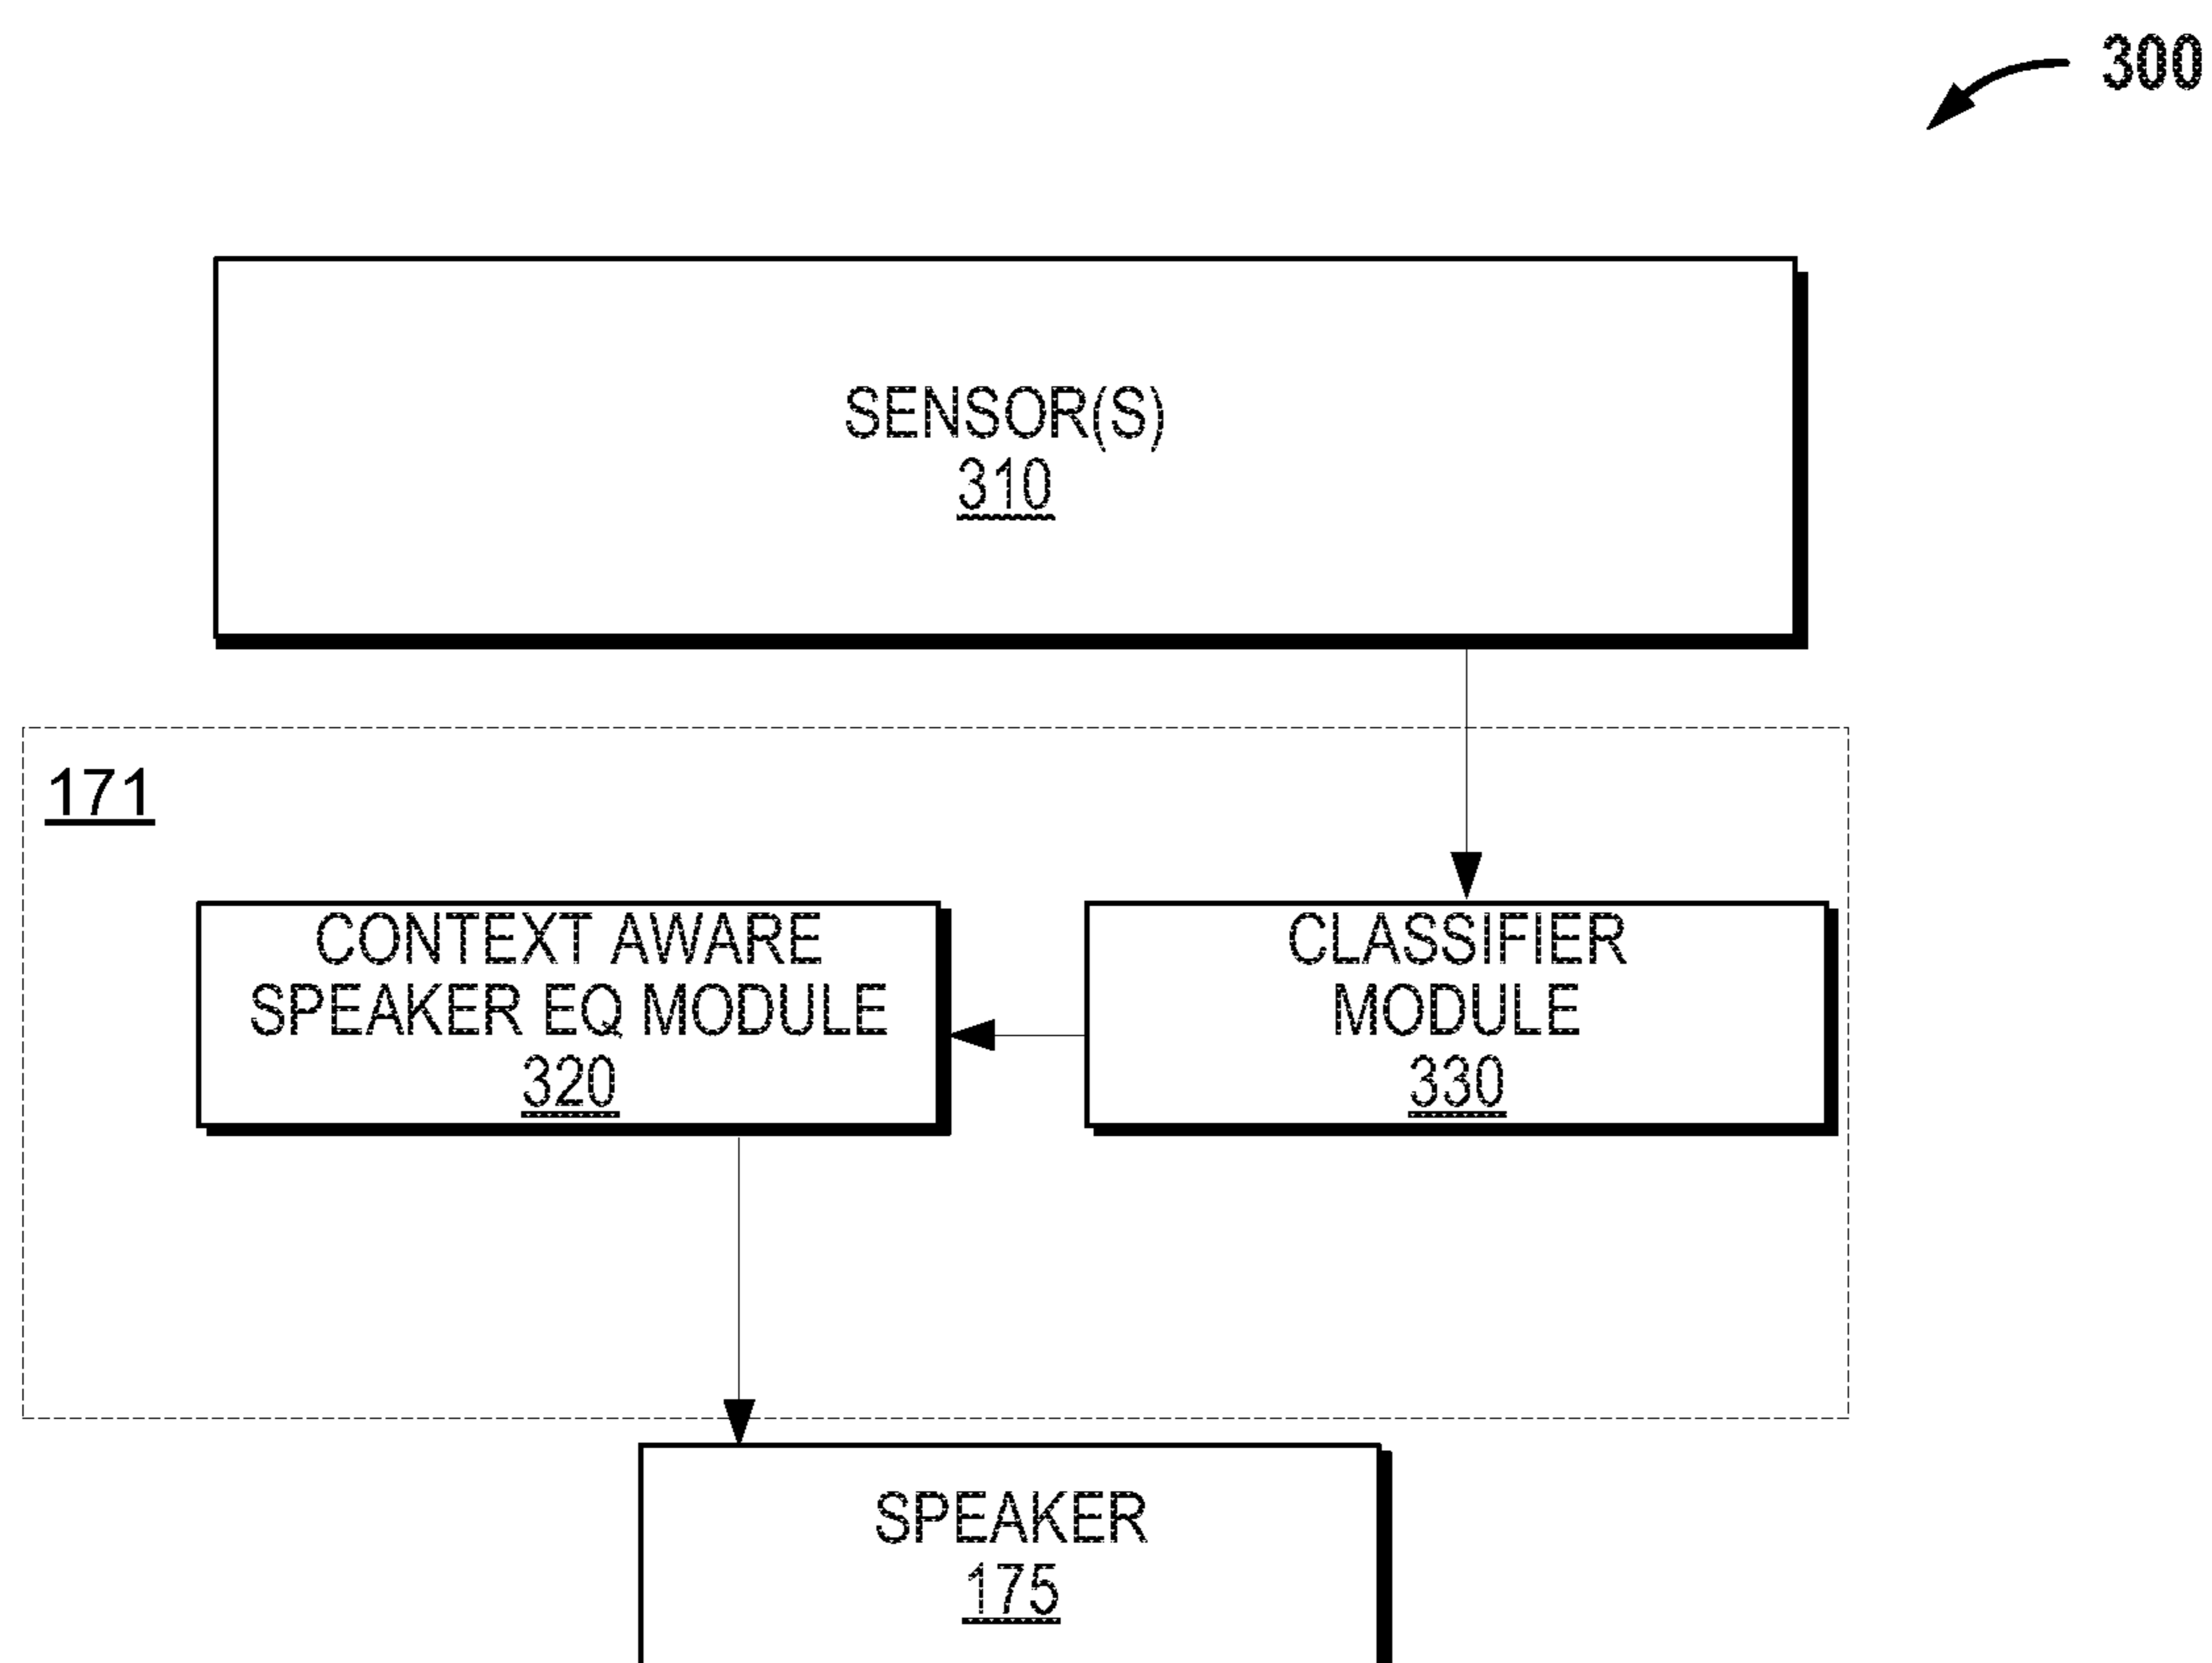 300
SENSOR(S)
310
171
CONTEXT AWARE
SPEAKER EQ MODULE
320
CLASSIFIER
MODULE
330
SPEAKER
175